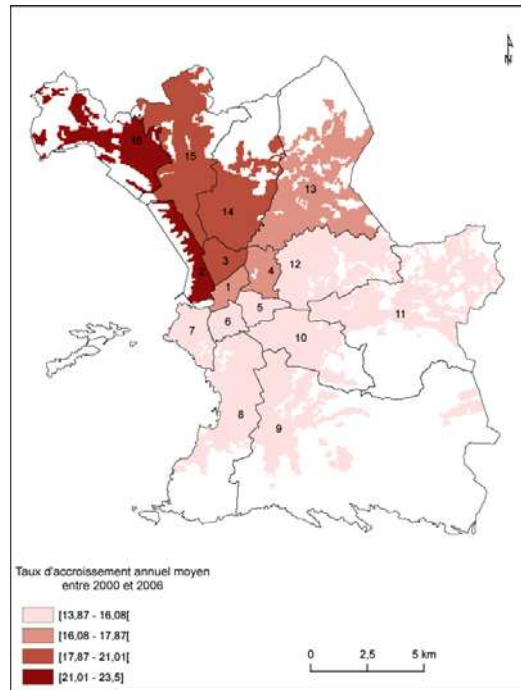 N
16
15
13
14
3
2
4
12
1
11
5
6
7
10
8
9
Taux d'accroissement annuel moyen
entre 2000 et 2006
[13,87 - 16,08[
[16,08 - 17,87[
[17,87 - 21,01[
[21,01 - 23,5]
0 2,5 5 km